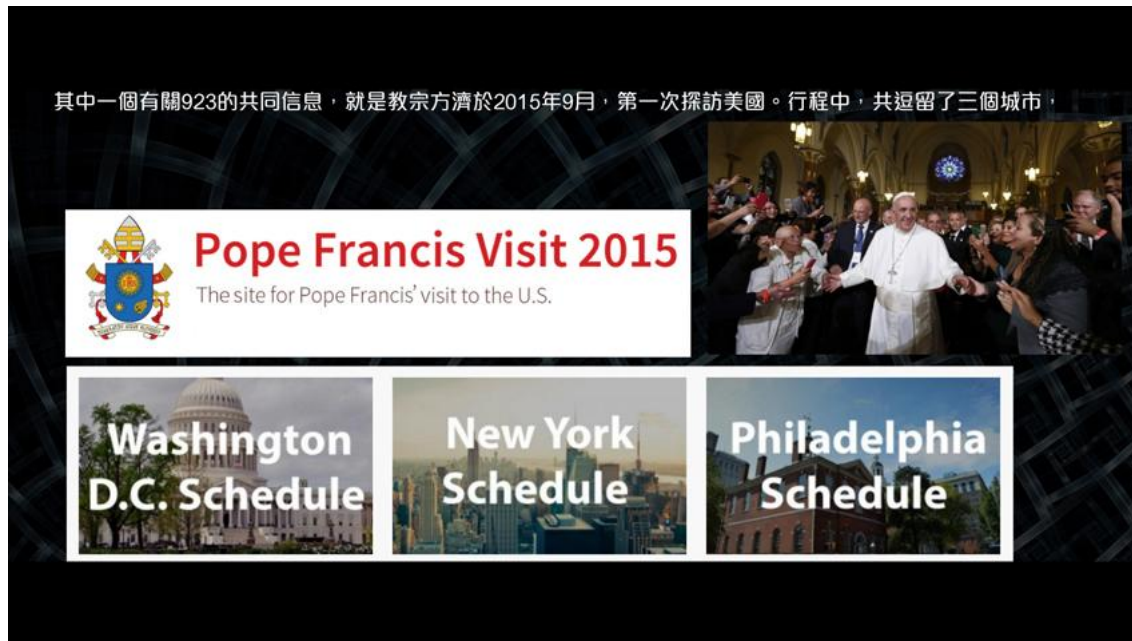 其中一個有關923的共同信息，就是教宗方濟於2015年9月，第一次探訪美國。行程中，共逗留了三個城市，
Pope Francis Visit 2015
The site for Pope Francis' visit to the U.S.
Washington
D.C. Schedule
New York
Schedule
Philadelphia
Schedule